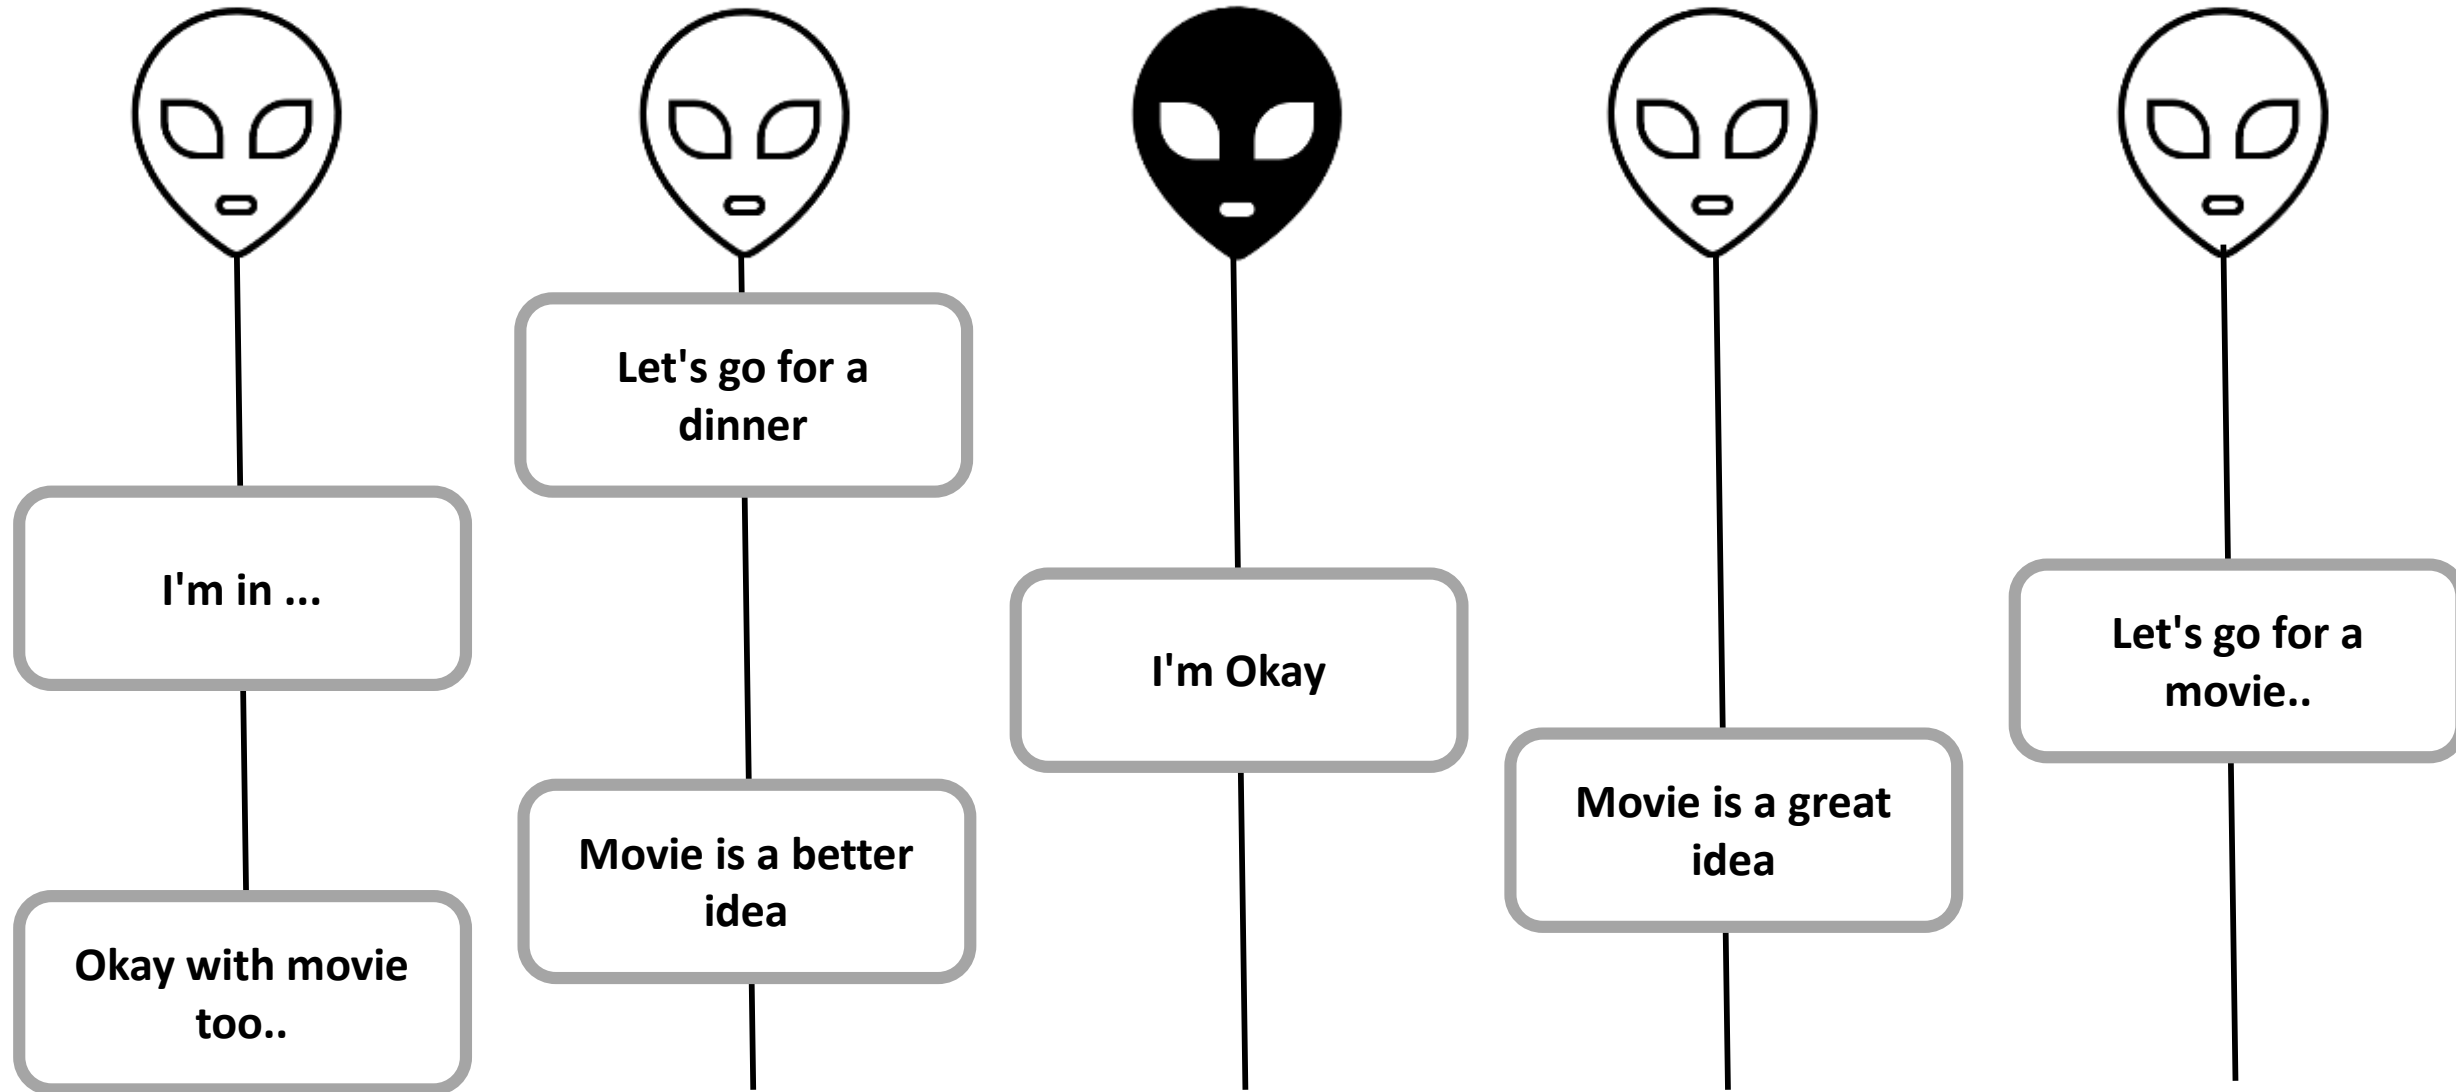 Let's go for a
dinner
I'm in ...
Let's go for a
movie..
I'm Okay
Movie is a great
idea
Movie is a better
idea
Okay with movie
too..